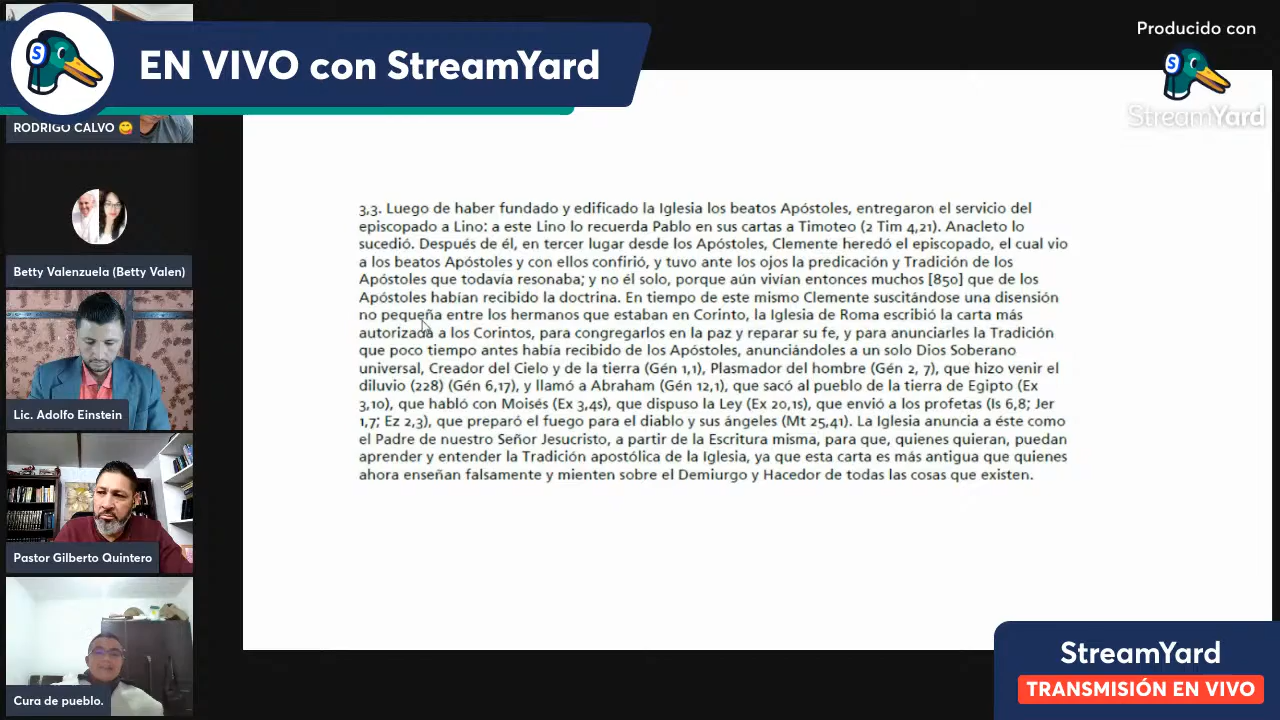 EN VIVO con StreamYard
Producido con
StreamYard
RODRIGO CALVO 😋
Betty Valenzuela (Betty Valen)
Lic. Adolfo Einstein
Pastor Gilberto Quintero
Cura de pueblo.
3,3. Luego de haber fundado y edificado la Iglesia los beatos Apóstoles, entregaron el servicio del
episcopado a Lino: a este Lino lo recuerda Pablo en sus cartas a Timoteo (2 Tim 4,21). Anacleto lo
sucedió. Después de él, en tercer lugar desde los Apóstoles, Clemente heredó el episcopado, el cual vio
a los beatos Apóstoles y con ellos confirió, y tuvo ante los ojos la predicación y Tradición de los
Apóstoles que todavía resonaba; y no él solo, porque aún vivían entonces muchos [850] que de los
Apóstoles habían recibido la doctrina. En tiempo de este mismo Clemente suscitándose una disensión
no pequeña entre los hermanos que estaban en Corinto, la Iglesia de Roma escribió la carta más
autorizada a los Corintos, para congregarlos en la paz y reparar su fe, y para anunciarles la Tradición
que poco tiempo antes había recibido de los Apóstoles, anunciándoles a un solo Dios Soberano
universal, Creador del Cielo y de la tierra (Gén 1,1), Plasmador del hombre (Gén 2, 7), que hizo venir el
diluvio (228) (Gén 6,17), y llamó a Abraham (Gén 12,1), que sacó al pueblo de la tierra de Egipto (Ex
3,10), que habló con Moisés (Ex 3,4s), que dispuso la Ley (Ex 20,1s), que envió a los profetas (Is 6,8; Jer
1,7; Ez 2,3), que preparó el fuego para el diablo y sus ángeles (Mt 25,41). La Iglesia anuncia a éste como
el Padre de nuestro Señor Jesucristo, a partir de la Escritura misma, para que, quienes quieran, puedan
aprender y entender la Tradición apostólica de la Iglesia, ya que esta carta es más antigua que quienes
ahora enseñan falsamente y mienten sobre el Demiurgo y Hacedor de todas las cosas que existen.
StreamYard
TRANSMISIÓN EN VIVO